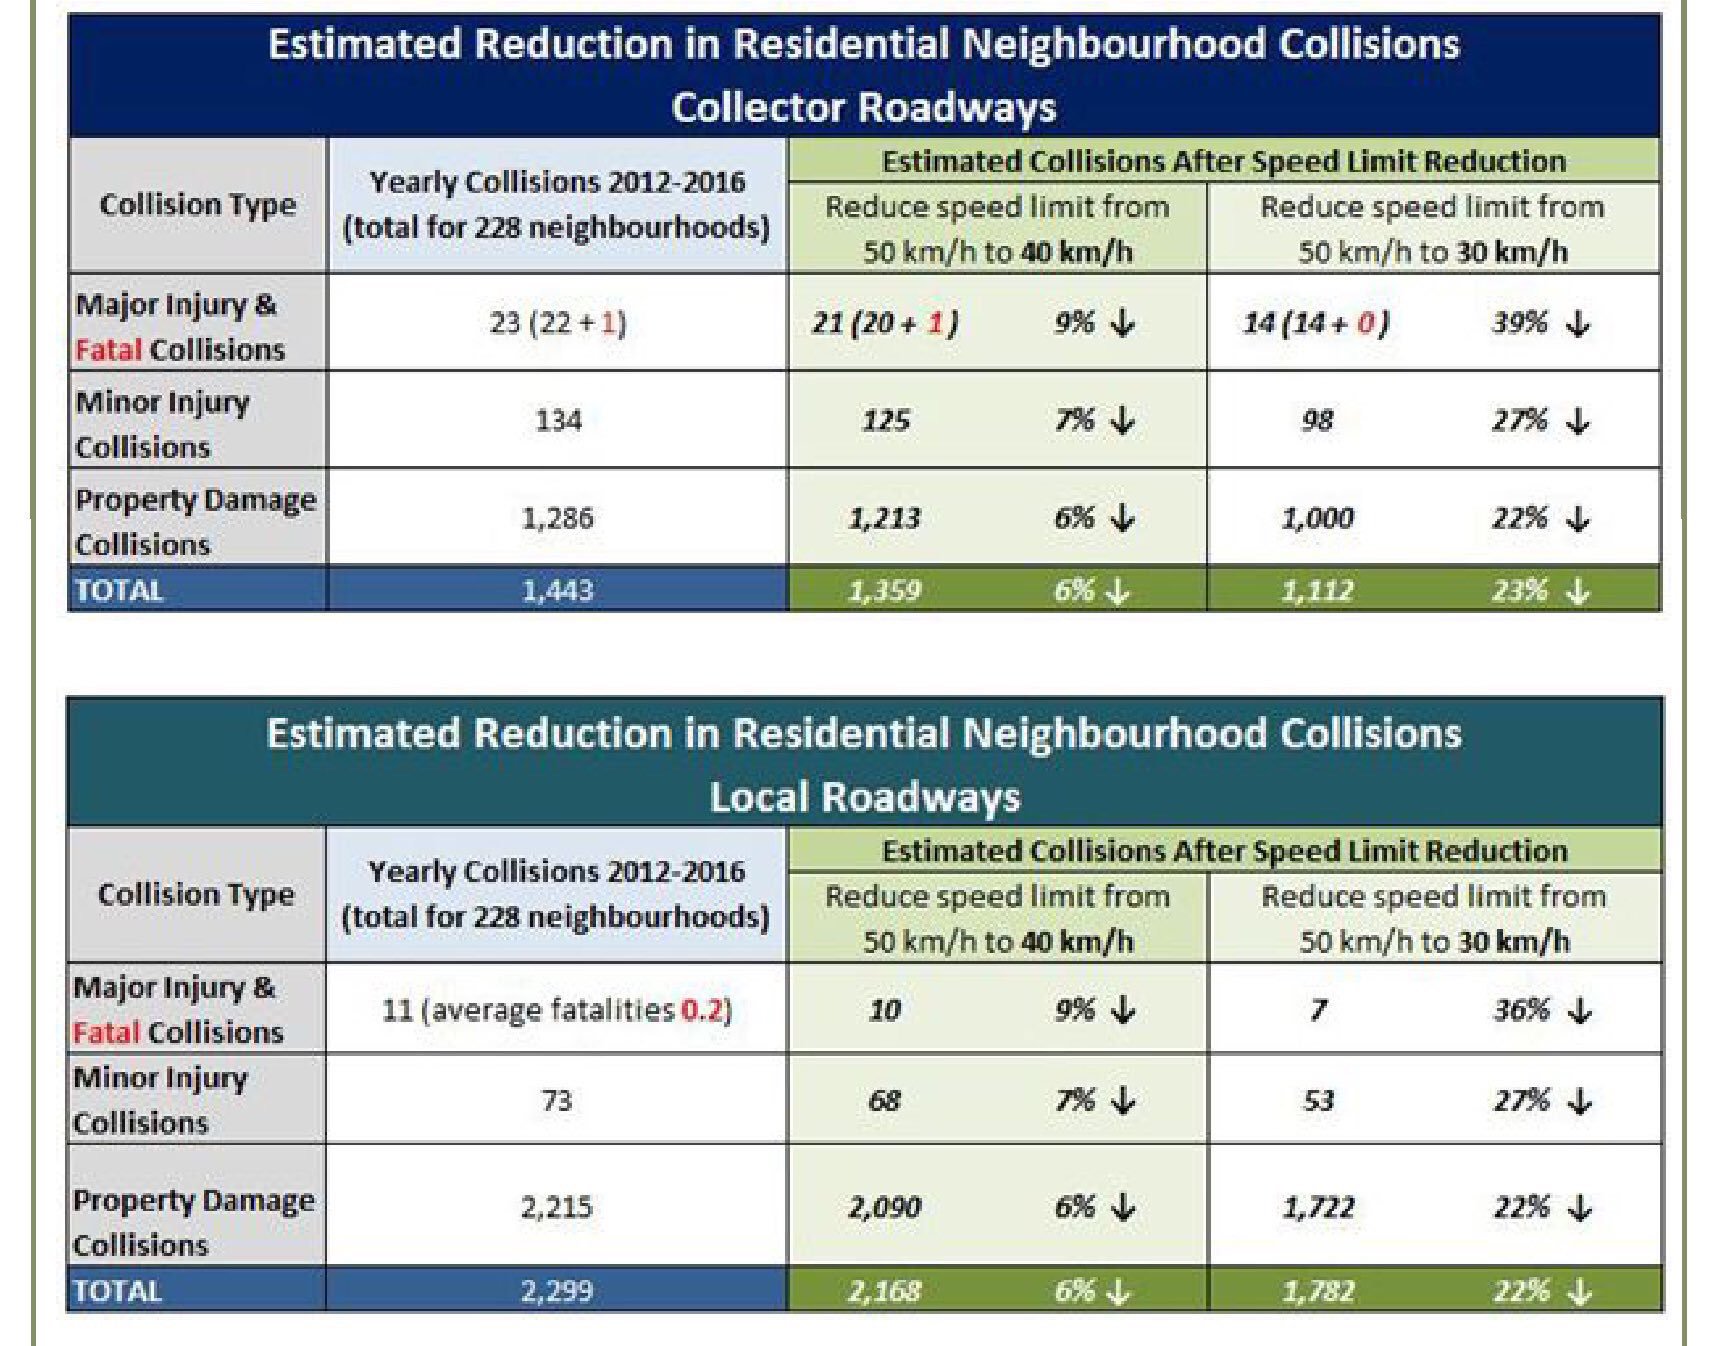 Estimated Reduction in Residential Neighbourhood Collisions
Collector Roadways
Collision Type
Yearly Collisions 2012-2016
(total for 228 neighbourhoods)
Estimated Collisions After Speed Limit Reduction
Reduce speed limit from
50 km/h to 40 km/h
Reduce speed limit from
50 km/h to 30 km/h
Major Injury &
Fatal Collisions
23 (22 + 1)
21 (20 + 1)
9% ↓
14 (14 + 0)
39% ↓
Minor Injury
Collisions
134
125
7% ↓
98
27% ↓
Property Damage
Collisions
1,286
1,213
6% ↓
1,000
22% ↓
TOTAL
1,443
1,359
6% ↓
1,112
23% ↓
Estimated Reduction in Residential Neighbourhood Collisions
Local Roadways
Collision Type
Yearly Collisions 2012-2016
(total for 228 neighbourhoods)
Estimated Collisions After Speed Limit Reduction
Reduce speed limit from
50 km/h to 40 km/h
Reduce speed limit from
50 km/h to 30 km/h
Major Injury &
Fatal Collisions
11 (average fatalities 0.2)
10
9% ↓
7
36% ↓
Minor Injury
Collisions
73
68
7% ↓
53
27% ↓
Property Damage
Collisions
2,215
2,090
6% ↓
1,722
22% ↓
TOTAL
2,299
2,168
6% ↓
1,782
22% ↓